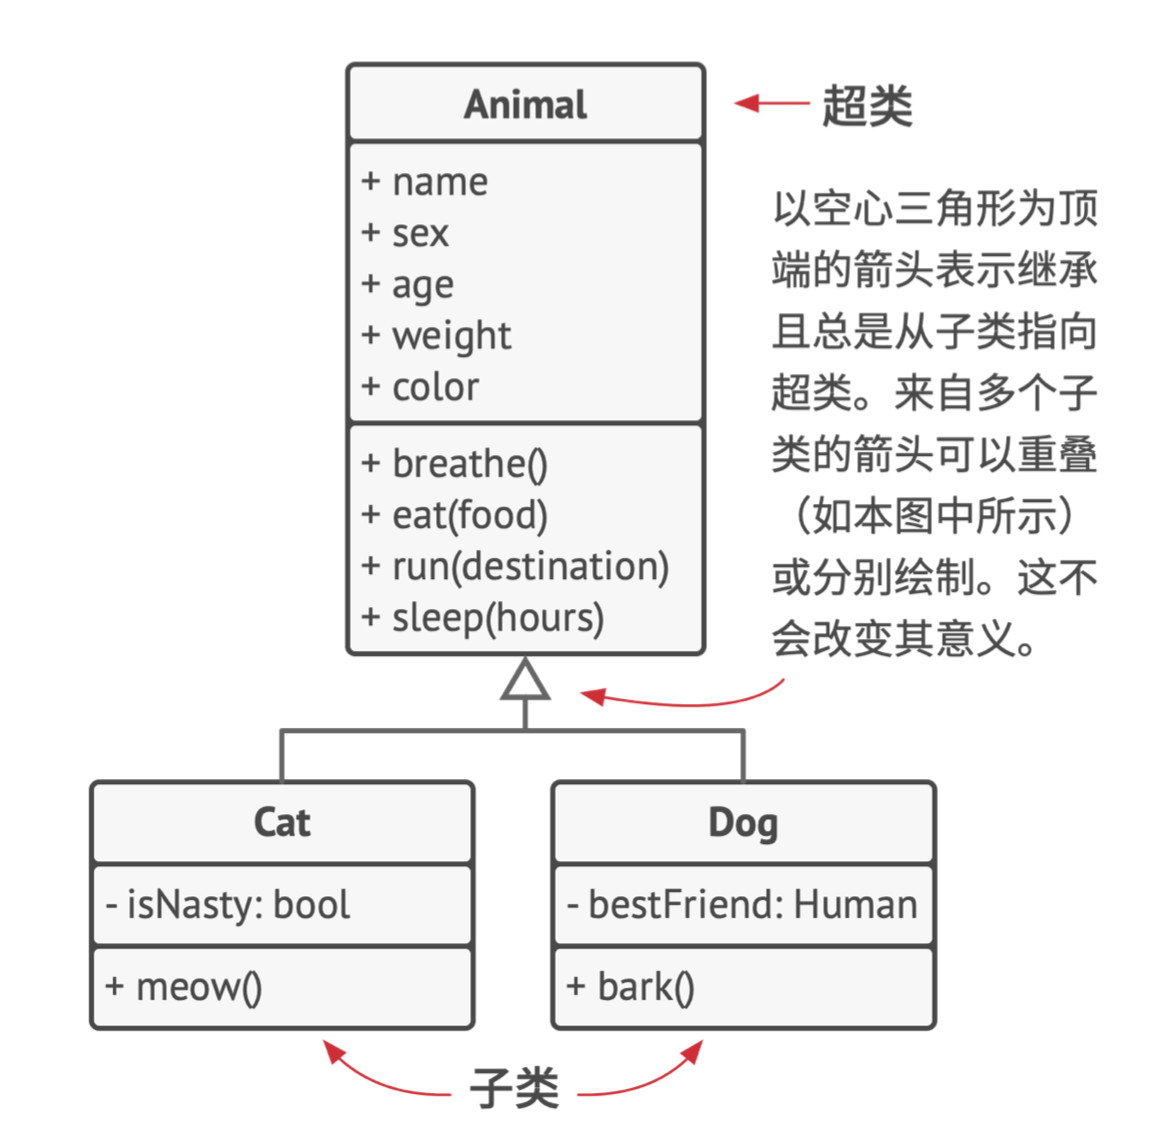 Animal
超类
+ name
+ sex
+ age
+ weight
+ color
+ breathe()
+ eat(food)
+ run(destination)
+ sleep(hours)
以空心三角形为顶
端的箭头表示继承
且总是从子类指向
超类。来自多个子
类的箭头可以重叠
（如本图中所示）
或分别绘制。这不
会改变其意义。
Cat
- isNasty: bool
+ meow()
Dog
- bestFriend: Human
+ bark()
子类